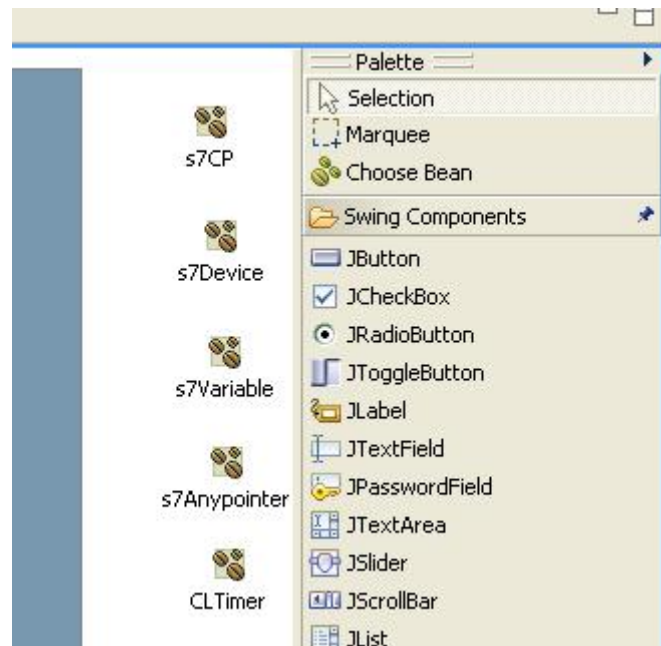 s7CP
s7Device
s7Variable
s7Anypointer
CLTimer
Palette
Selection
Marquee
Choose Bean
Swing Components
JButton
JCheckBox
JRadioButton
JToggleButton
JLabel
JTextField
JPasswordField
JTextArea
JSlider
JScrollBar
JList